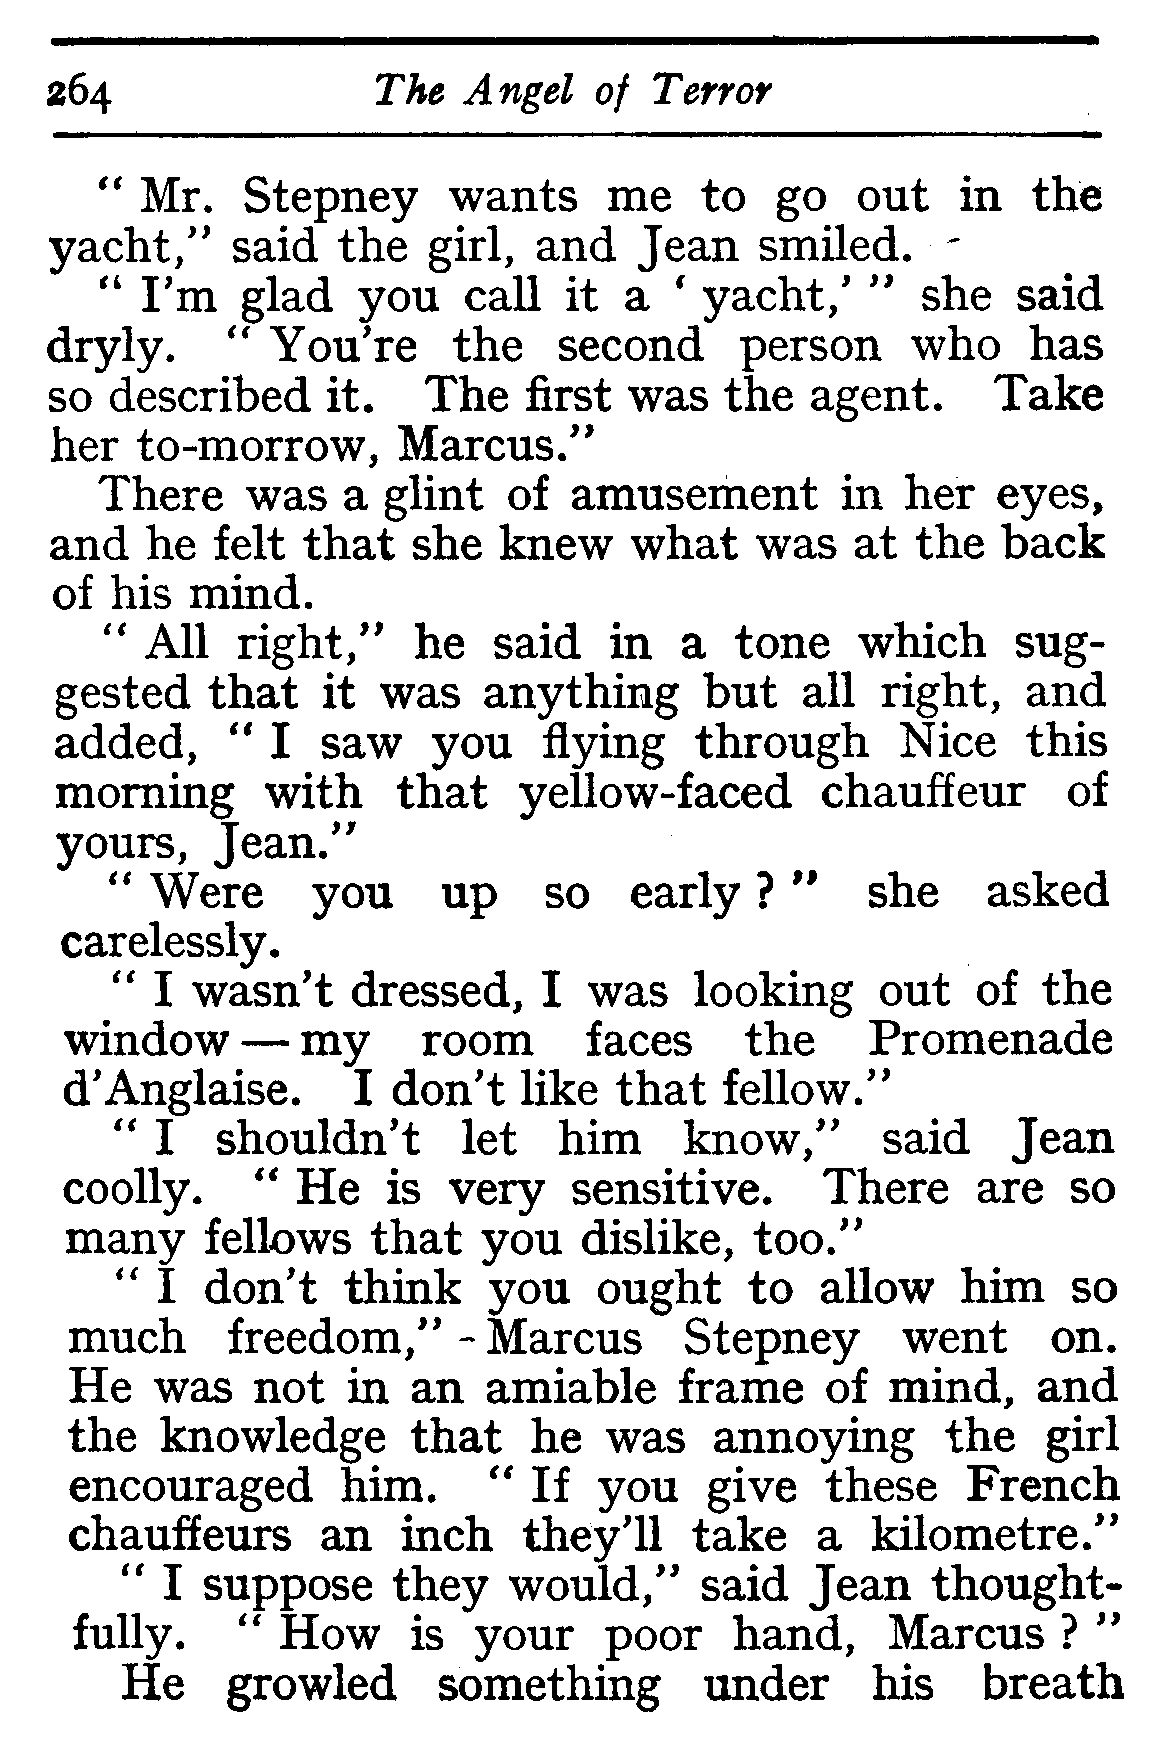 264 The Angel of Terror
“ Mr. Stepney wants me to go out in the
yacht,” said the girl, and Jean smiled.
“ I’m glad you call it a ‘ yacht,’ ” she said
dryly. “ You’re the second person who has
so described it. The first was the agent. Take
her to-morrow, Marcus.”
There was a glint of amusement in her eyes,
and he felt that she knew what was at the back
of his mind.
“ All right,” he said in a tone which sug-
gested that it was anything but all right, and
added, “ I saw you flying through Nice this
morning with that yellow-faced chauffeur of
yours, Jean.”
“ Were you up so early ? ” she asked
carelessly.
“ I wasn’t dressed, I was looking out of the
window — my room faces the Promenade
d’Anglaise. I don’t like that fellow.”
“ I shouldn’t let him know,” said Jean
coolly. “ He is very sensitive. There are so
many fellows that you dislike, too.”
“ I don’t think you ought to allow him so
much freedom,” Marcus Stepney went on.
He was not in an amiable frame of mind, and
the knowledge that he was annoying the girl
encouraged him. “ If you give these French
chauffeurs an inch they’ll take a kilometre.”
“ I suppose they would,” said Jean thought-
fully. “ How is your poor hand, Marcus ? ”
He growled something under his breath